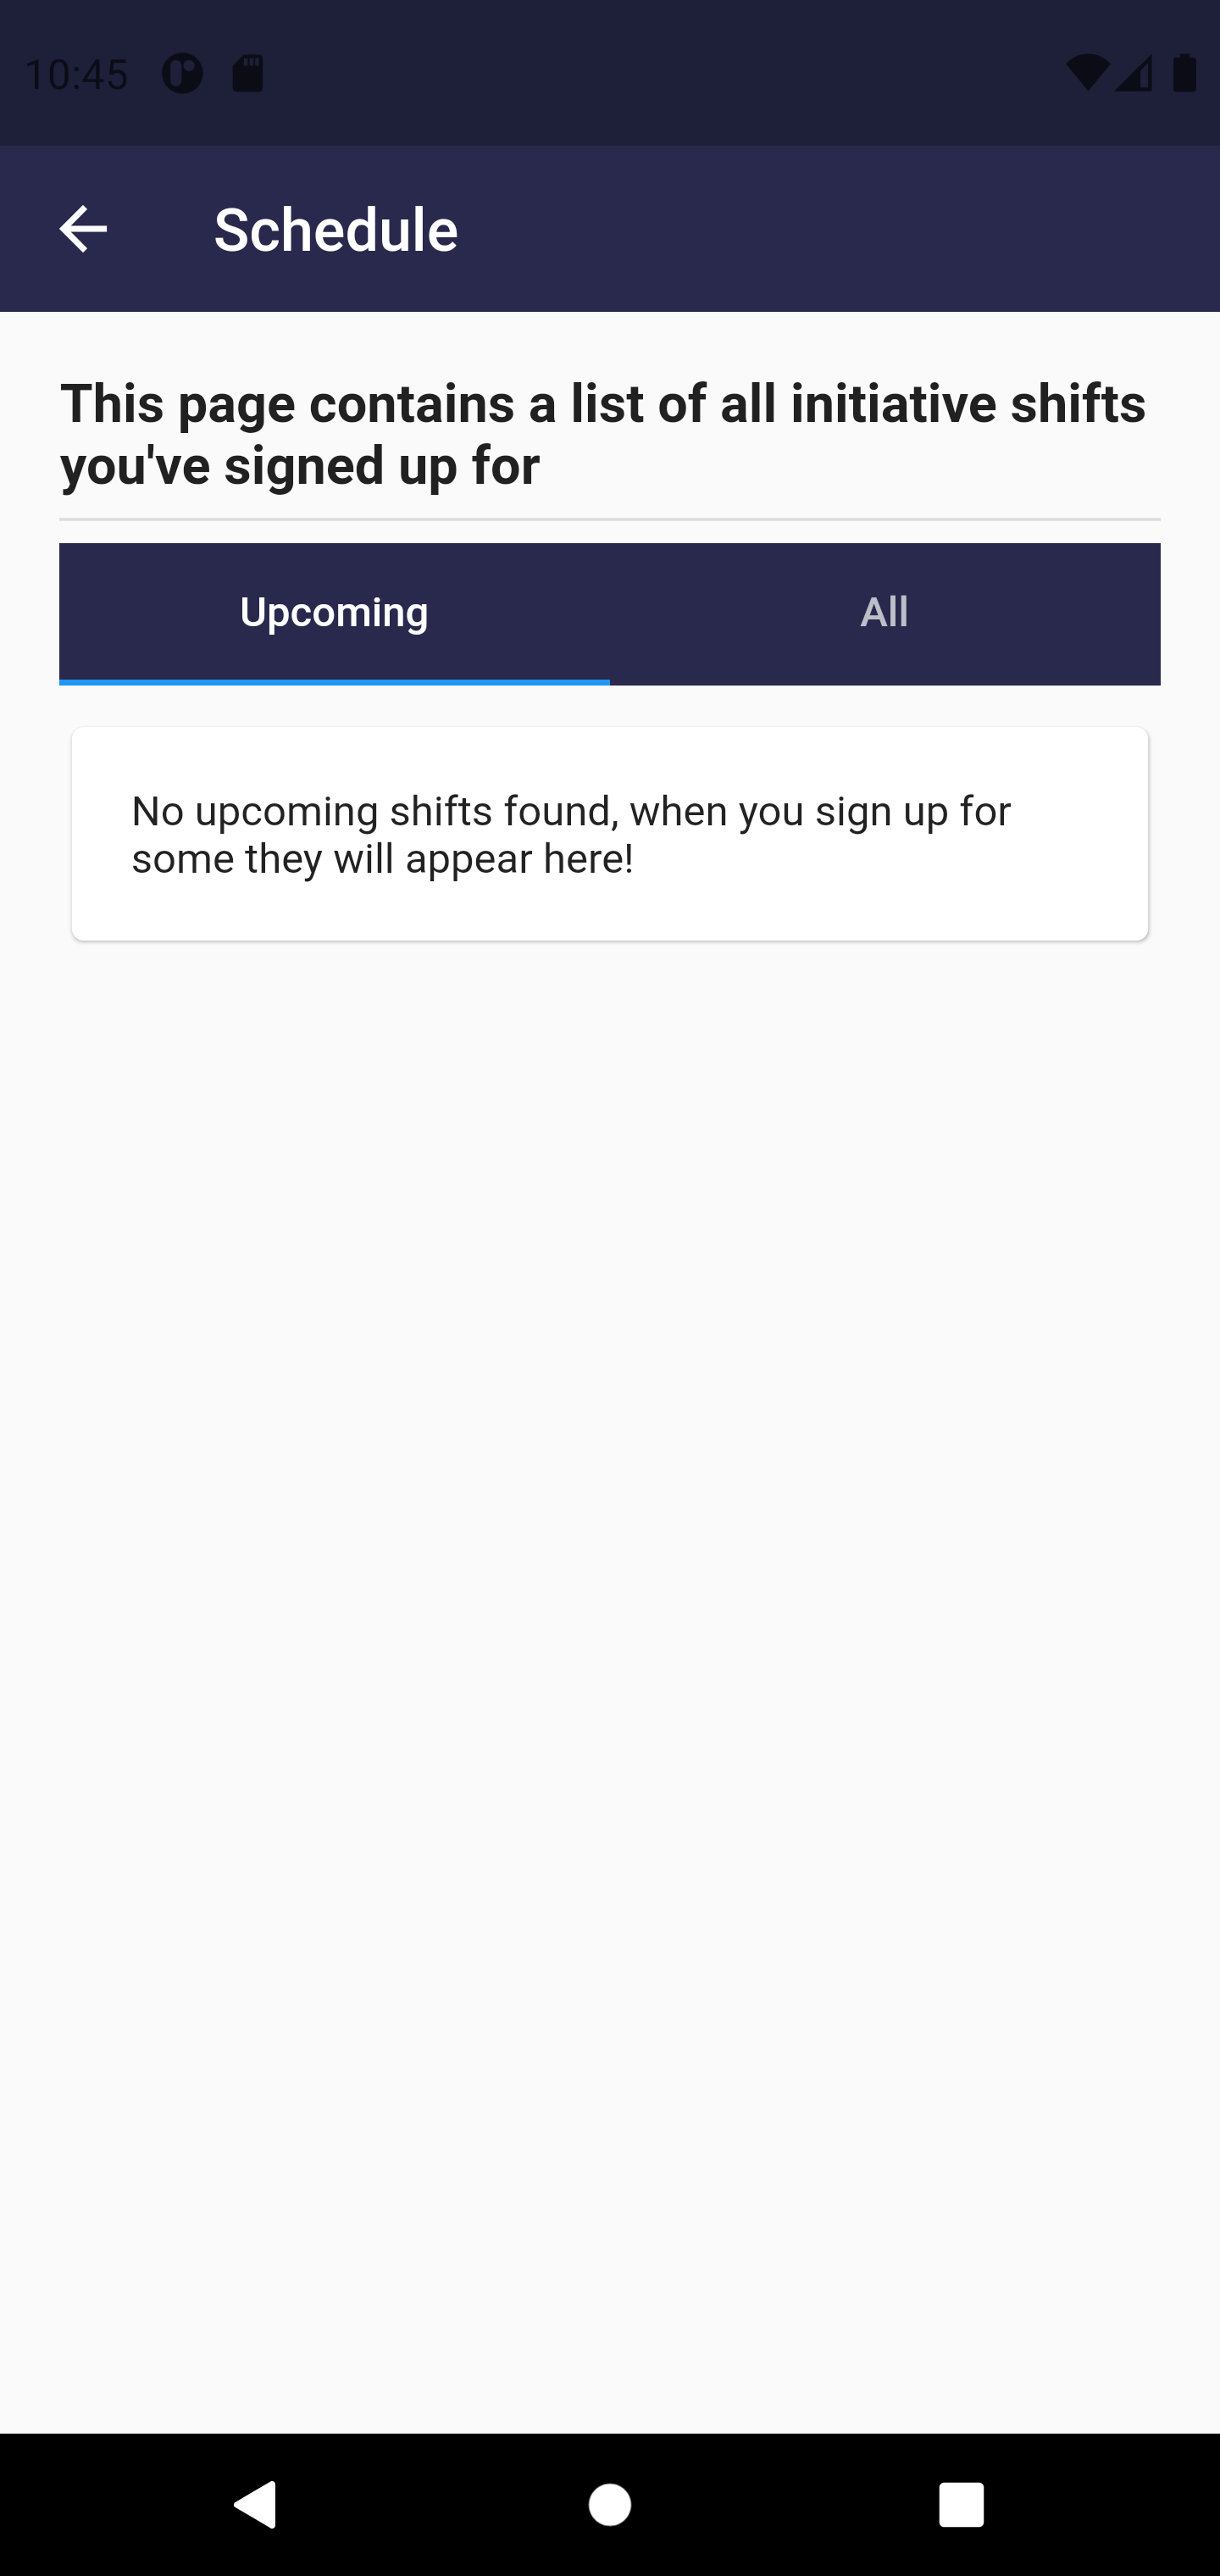 10:45
Schedule
This page contains a list of all initiative shifts
you've signed up for
Upcoming
All
No upcoming shifts found, when you sign up for
some they will appear here!